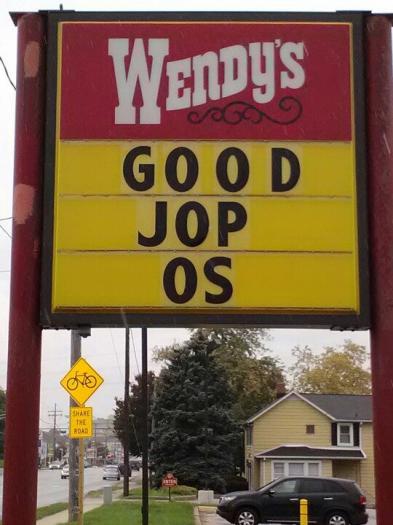 Wendy's
GOOD
JOP
OS
SHARE
THE
ROAD